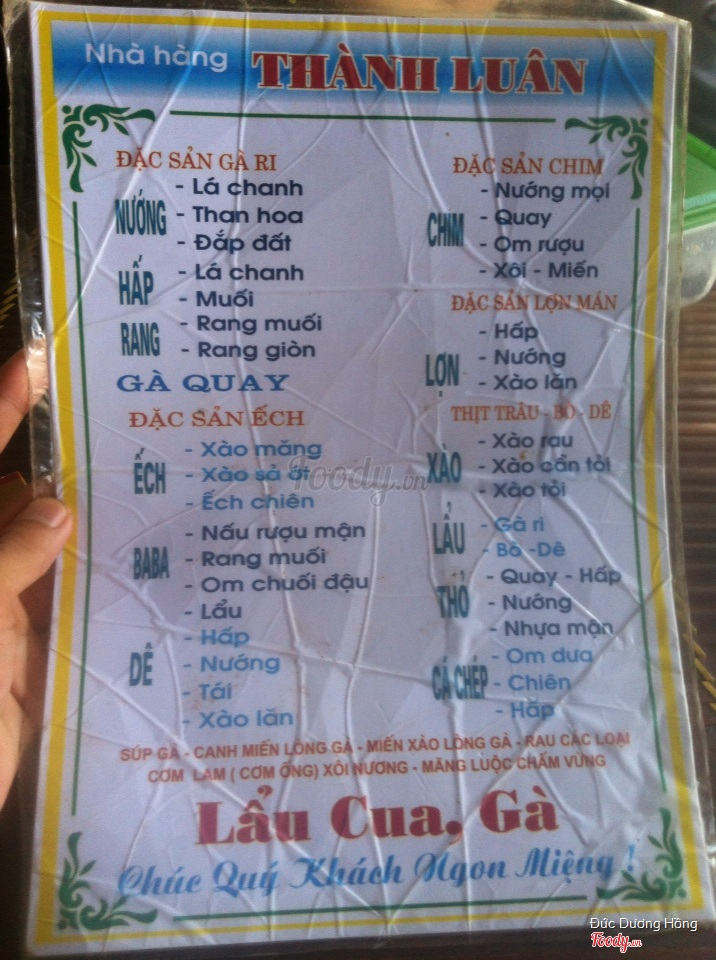 Nhà hàng THÀNH LUÂN
ĐẶC SẢN GÀ RI
NƯỚNG
- Lá chanh
- Than hoa
- Đắp đất
HẤP
- Lá chanh
- Muối
RANG
- Rang muối
- Rang giòn
GÀ QUAY
ĐẶC SẢN ẾCH
ẾCH
- Xào măng
- Xào sả ớt
- Ếch chiên
BABA
- Nấu rượu mận
- Rang muối
- Om chuối đậu
- Lẩu
DÊ
- Hấp
- Nướng
- Tái
- Xào lăn
ĐẶC SẢN CHIM
CHIM
- Nướng mọi
- Quay
- Om rượu
- Xôi - Miến
ĐẶC SẢN LỢN MÁN
LỢN
- Hấp
- Nướng
- Xào lăn
THỊT TRÂU - BÒ - DÊ
XÀO
- Xào rau
- Xào cần tỏi
- Xào tỏi
LẨU
- Gà ri
- Bò -Dê
THỎ
- Quay - Hấp
- Nướng
- Nhựa mận
CÁ CHÉP
- Om dưa
- Chiên
- Hấp
SÚP GÀ - CANH MIẾN LÒNG GÀ - MIẾN XÀO LÒNG GÀ - RAU CÁC LOẠI
CƠM LAM ( CƠM ỐNG) XÔI NƯƠNG - MĂNG LUỘC CHẤM VỪNG
Lẩu Cua, Gà
Chúc Quý Khách Ngon Miệng !
Foody.vn
Đức Dương Hồng
Foody.vn